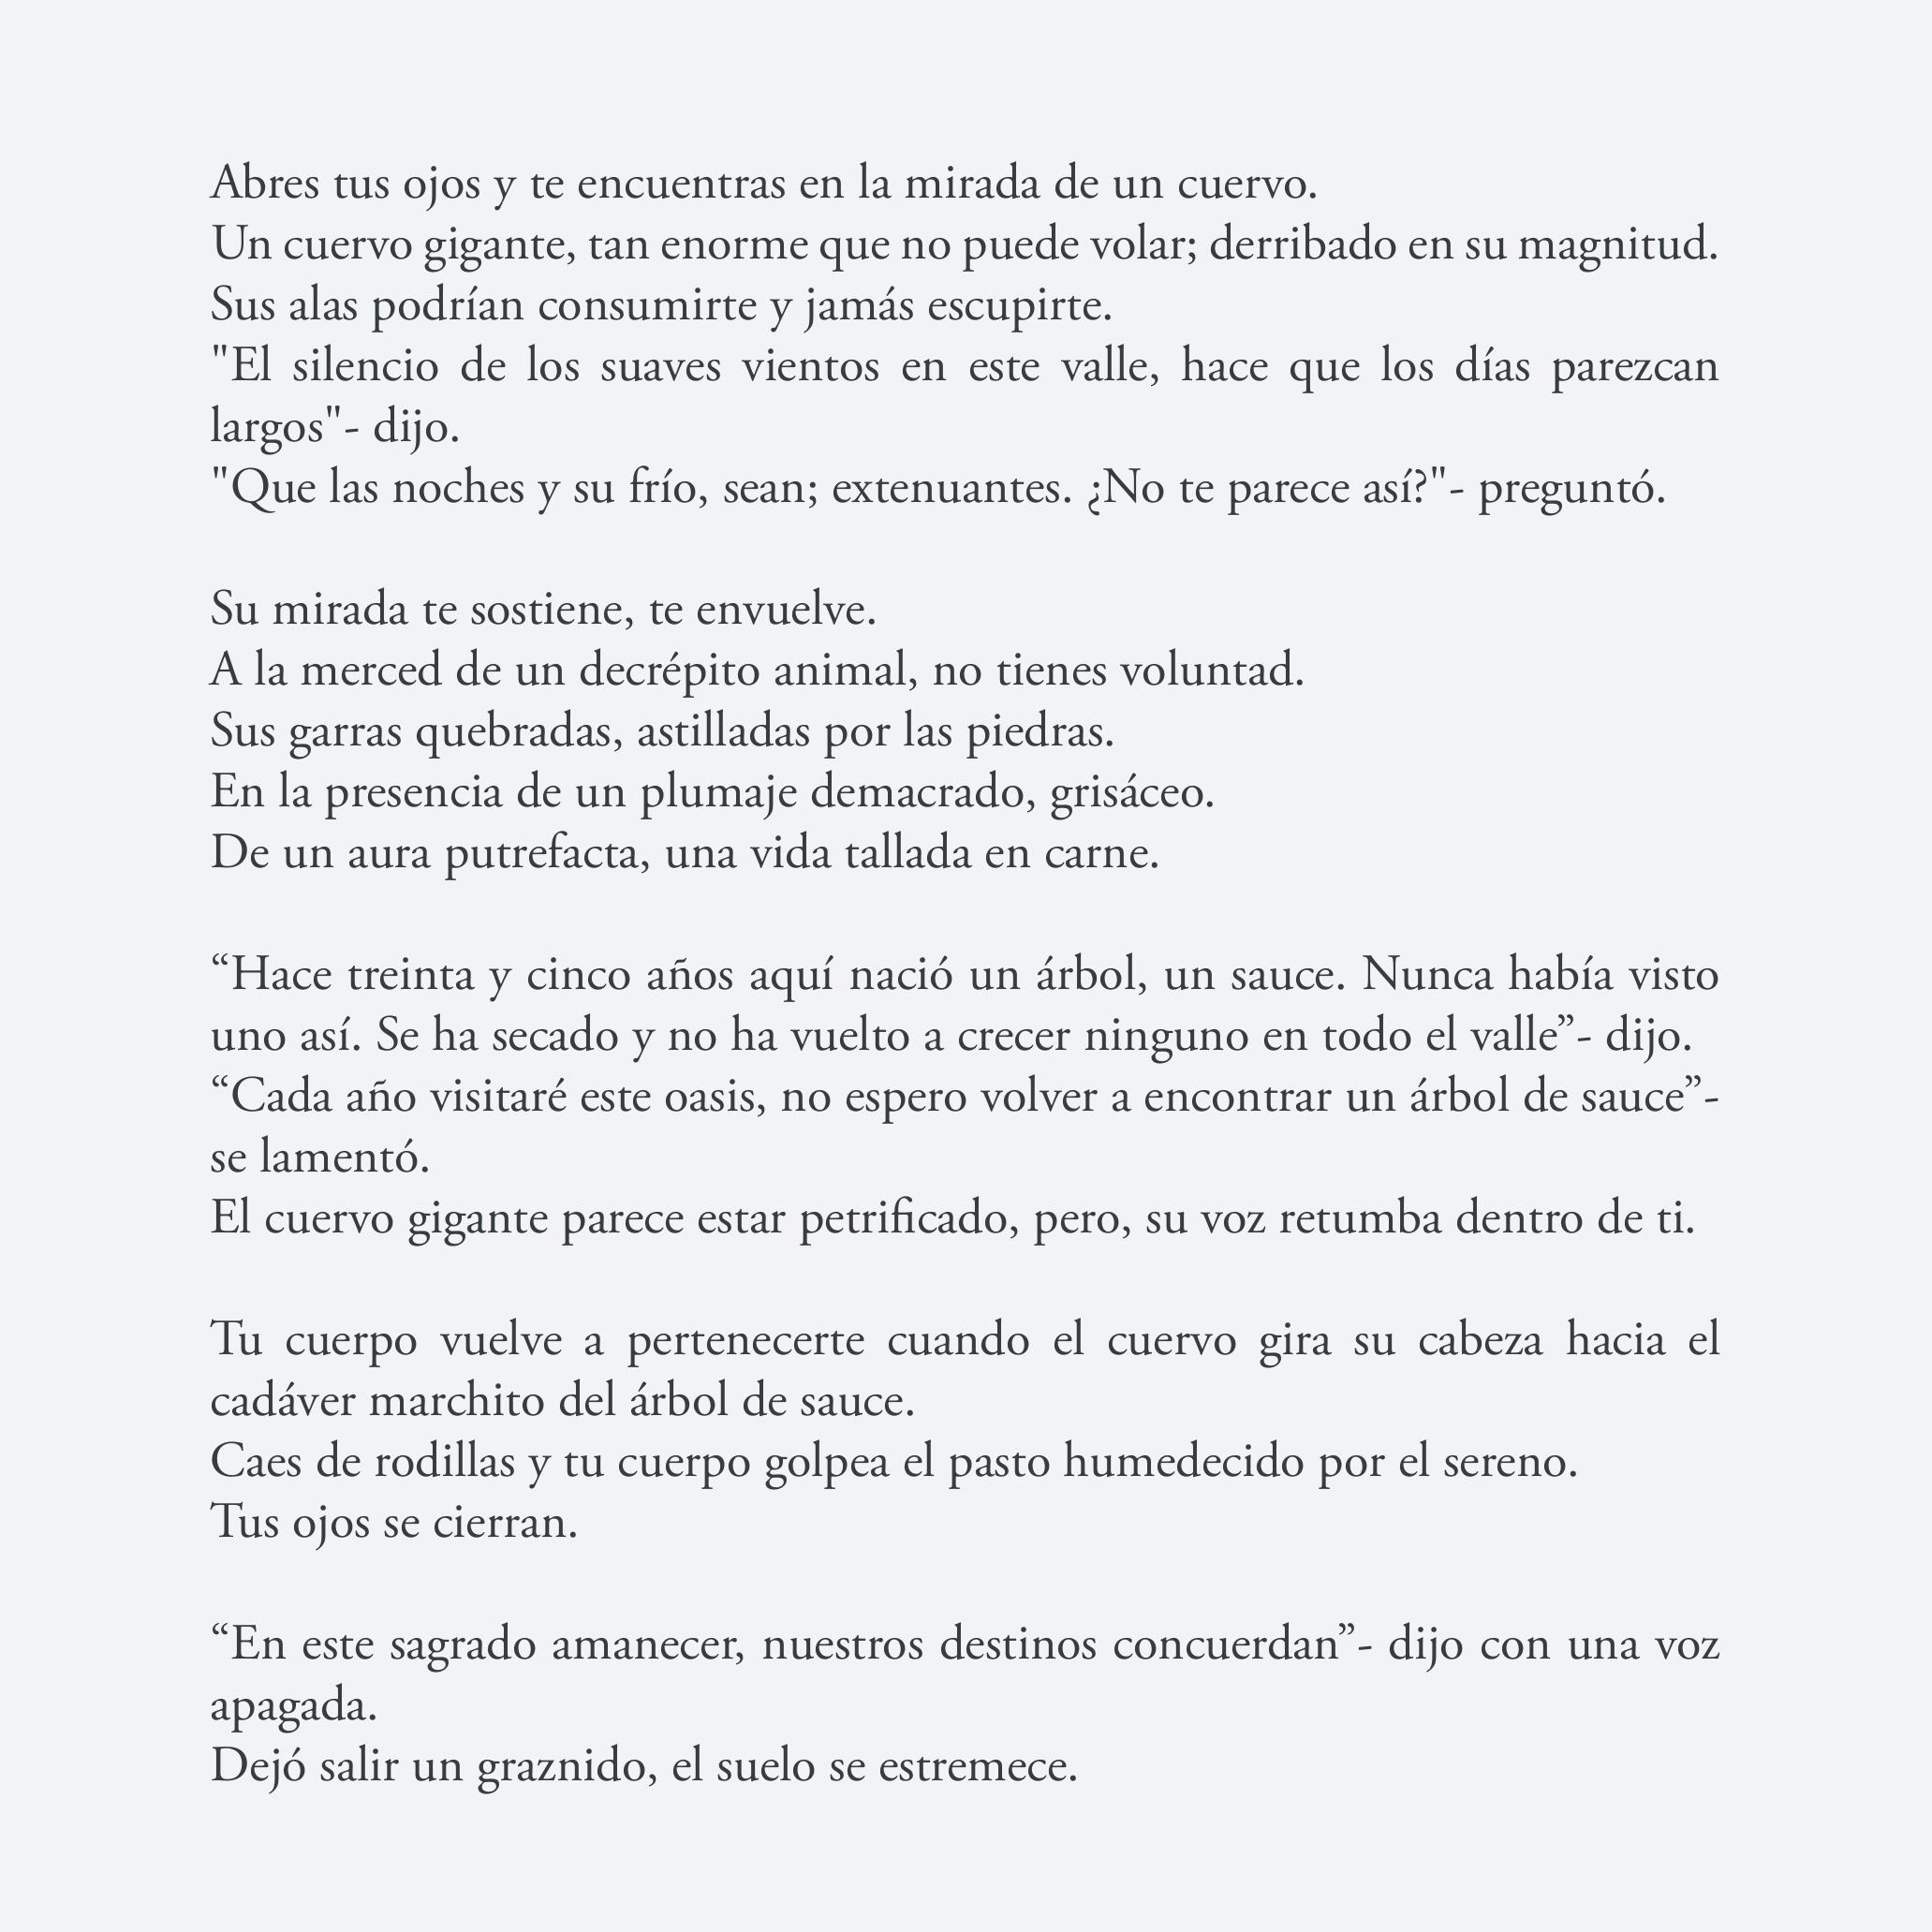 Abres tus ojos y te encuentras en la mirada de un cuervo.
Un cuervo gigante, tan enorme que no puede volar; derribado en su magnitud.
Sus alas podrían consumirte y jamás escupirte.
"El silencio de los suaves vientos en este valle, hace que los días parezcan
largos"- dijo.
"Que las noches y su frío, sean; extenuantes. ¿No te parece así?"- preguntó.
Su mirada te sostiene, te envuelve.
A la merced de un decrépito animal, no tienes voluntad.
Sus garras quebradas, astilladas por las piedras.
En la presencia de un plumaje demacrado, grisáceo.
De un aura putrefacta, una vida tallada en carne.
“Hace treinta y cinco años aquí nació un árbol, un sauce. Nunca había visto
uno así. Se ha secado y no ha vuelto a crecer ninguno en todo el valle”- dijo.
“Cada año visitaré este oasis, no espero volver a encontrar un árbol de sauce”-
se lamentó.
El cuervo gigante parece estar petrificado, pero, su voz retumba dentro de ti.
Tu cuerpo vuelve a pertenecerte cuando el cuervo gira su cabeza hacia el
cadáver marchito del árbol de sauce.
Caes de rodillas y tu cuerpo golpea el pasto humedecido por el sereno.
Tus ojos se cierran.
“En este sagrado amanecer, nuestros destinos concuerdan”- dijo con una voz
apagada.
Dejó salir un graznido, el suelo se estremece.